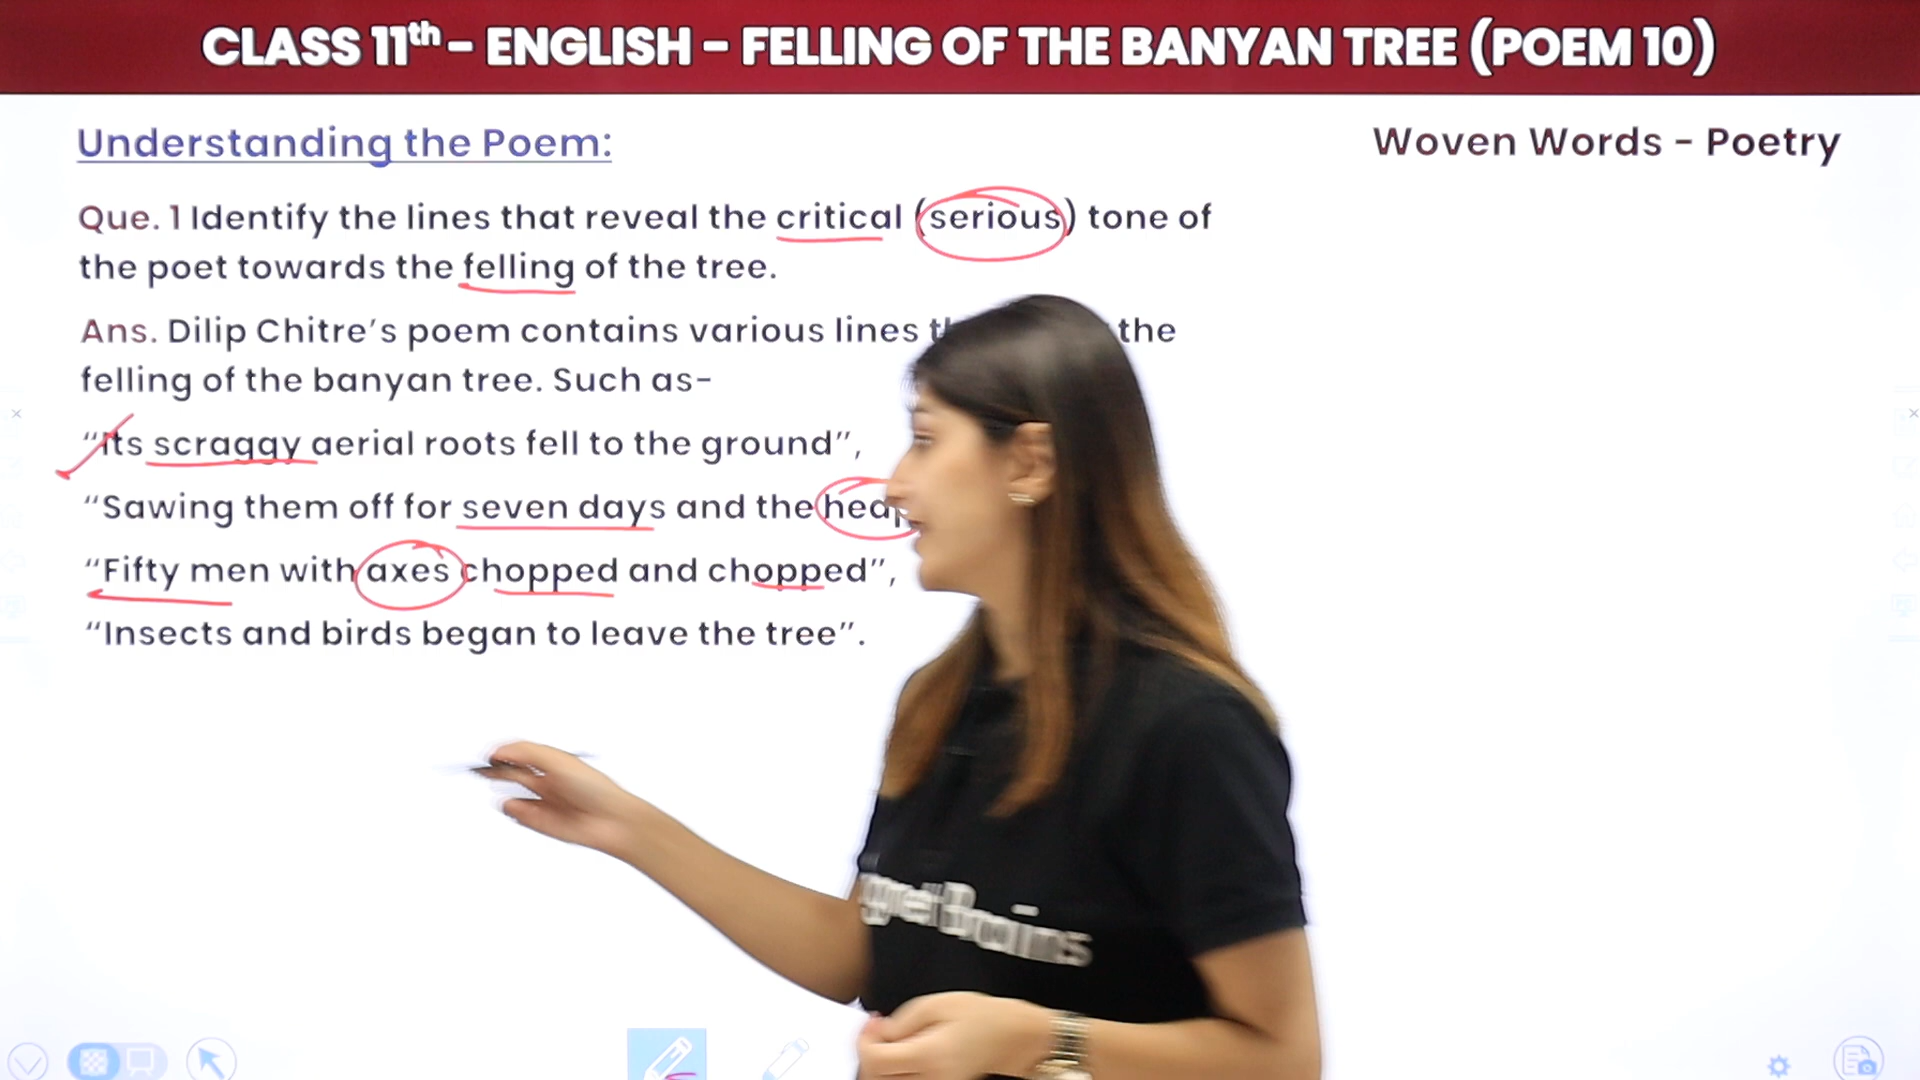 CLASS 11th – ENGLISH – FELLING OF THE BANYAN TREE (POEM 10)
Understanding the Poem:
Woven Words - Poetry
Que. 1 Identify the lines that reveal the critical (serious) tone of
the poet towards the felling of the tree.
Ans. Dilip Chitre's poem contains various lines the
felling of the banyan tree. Such as-
“Its scraggy aerial roots fell to the ground”,
“Sawing them off for seven days and the
“Fifty men with axes chopped and chopped”,
“Insects and birds began to leave the tree”.
Brains